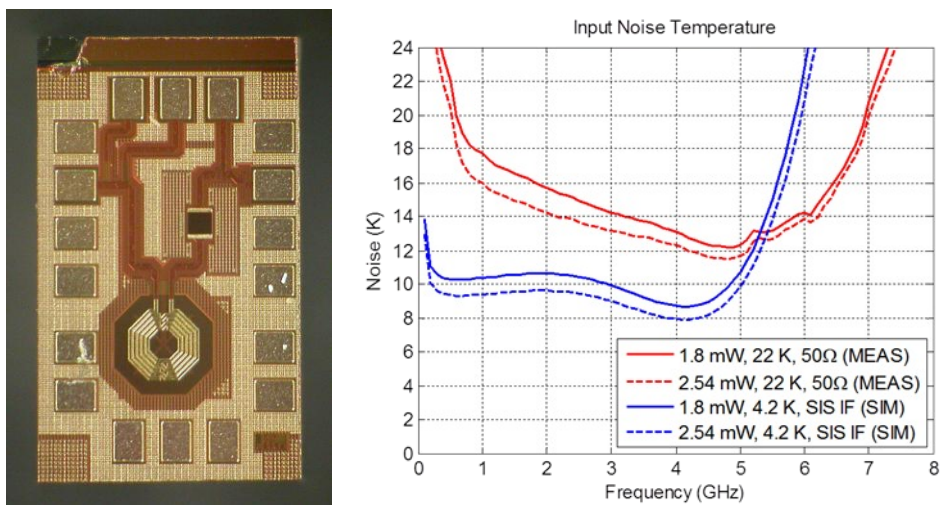 Input Noise Temperature
24
22
20
18
16
14
12
10
8
6
4
2
0
Noise (K)
1.8 mW, 22 K, 50Ω (MEAS)
2.54 mW, 22 K, 50Ω (MEAS)
1.8 mW, 4.2 K, SIS IF (SIM)
2.54 mW, 4.2 K, SIS IF (SIM)
0 1 2 3 4 5 6 7 8
Frequency (GHz)